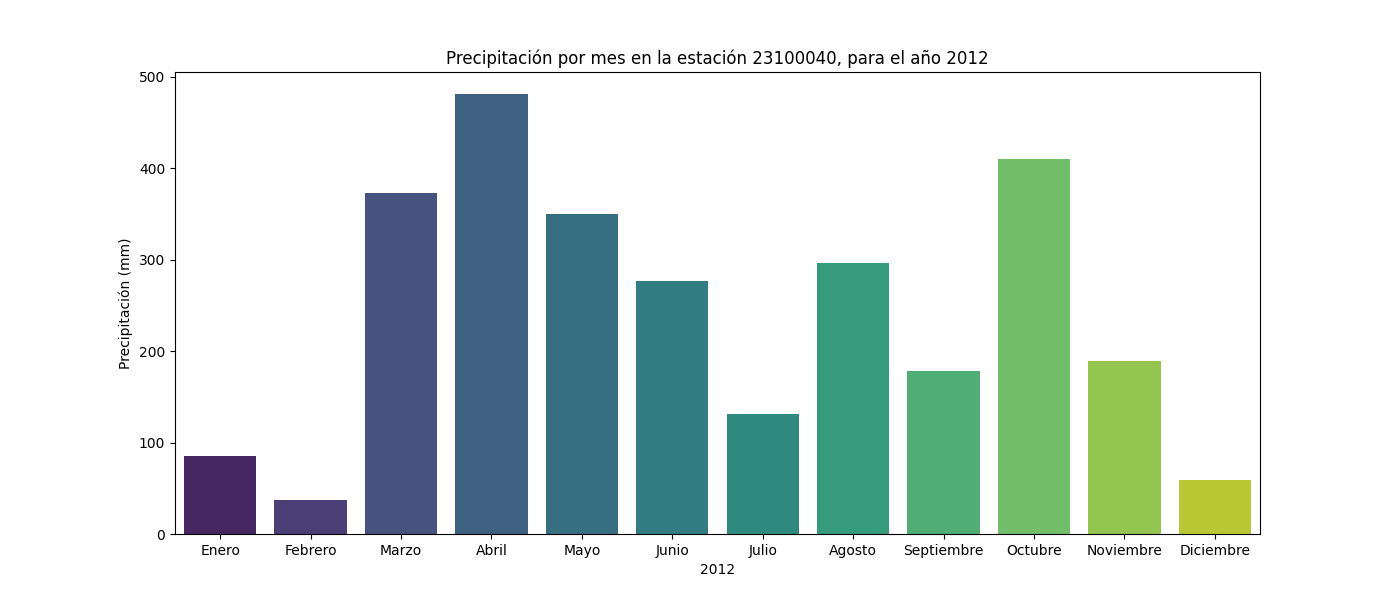 Precipitación por mes en la estación 23100040, para el año 2012
Precipitación (mm)
500
400
300
200
100
0
Enero Febrero Marzo Abril Mayo Junio Julio Agosto Septiembre Octubre Noviembre Diciembre
2012